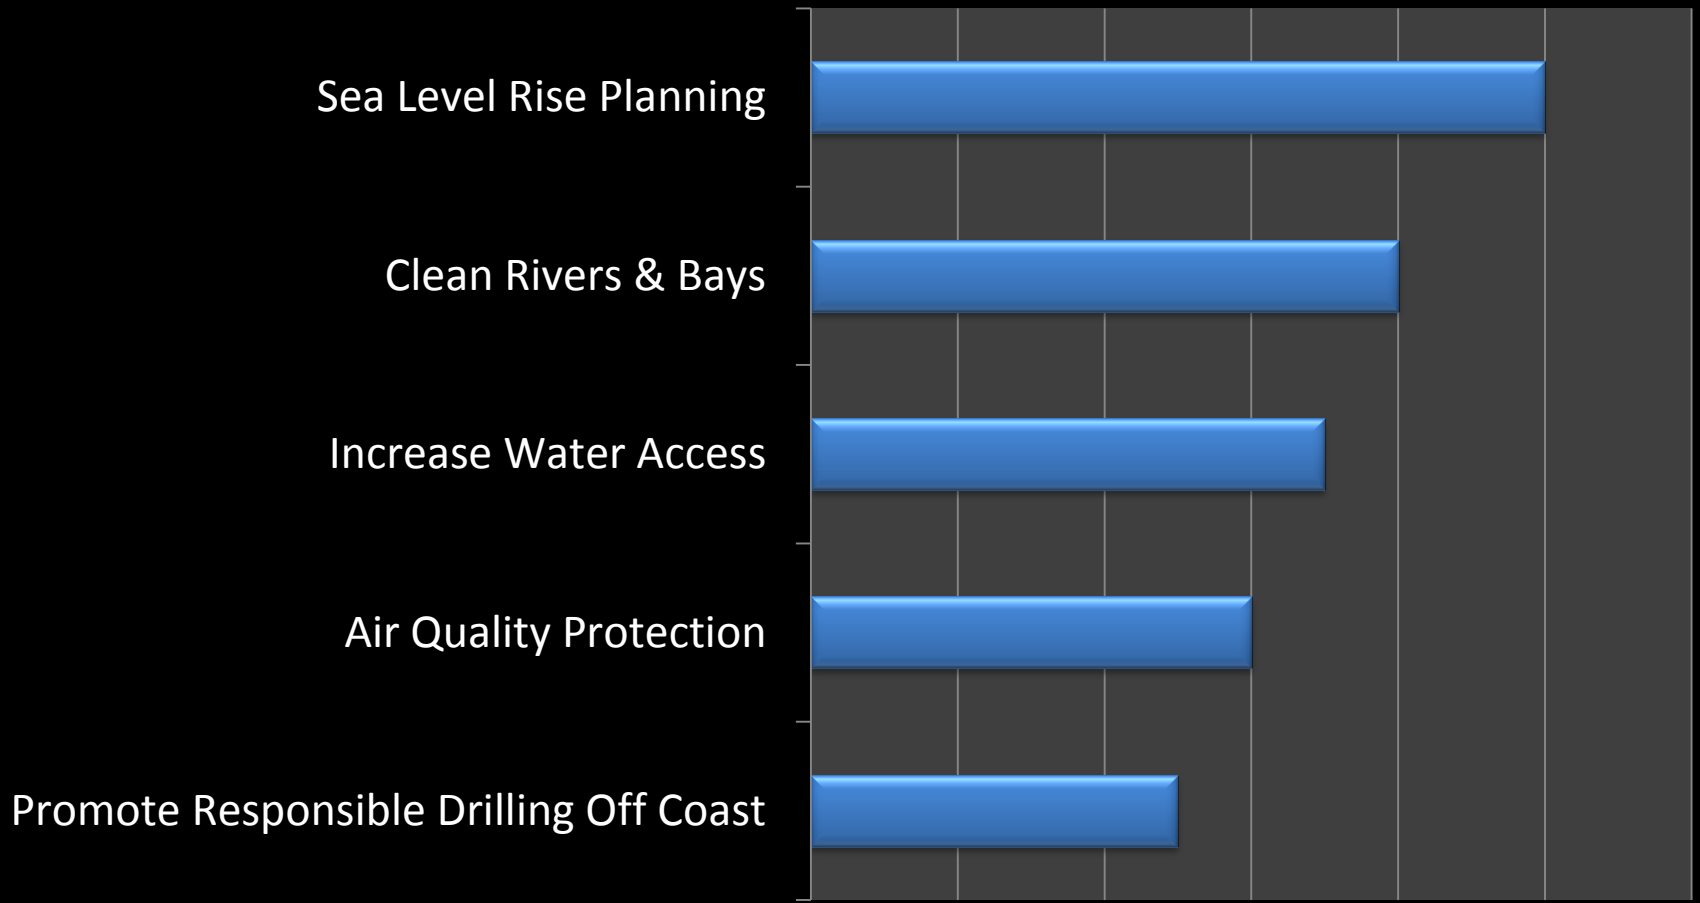 Sea Level Rise Planning
Clean Rivers & Bays
Increase Water Access
Air Quality Protection
Promote Responsible Drilling Off Coast